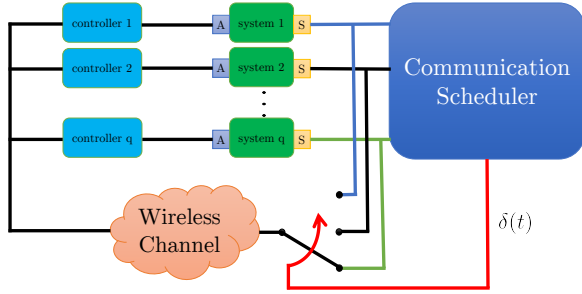 controller 1
A
system 1
S
controller 2
A
system 2
S
controller q
A
system q
S
Communication
Scheduler
Wireless
Channel
δ(t)